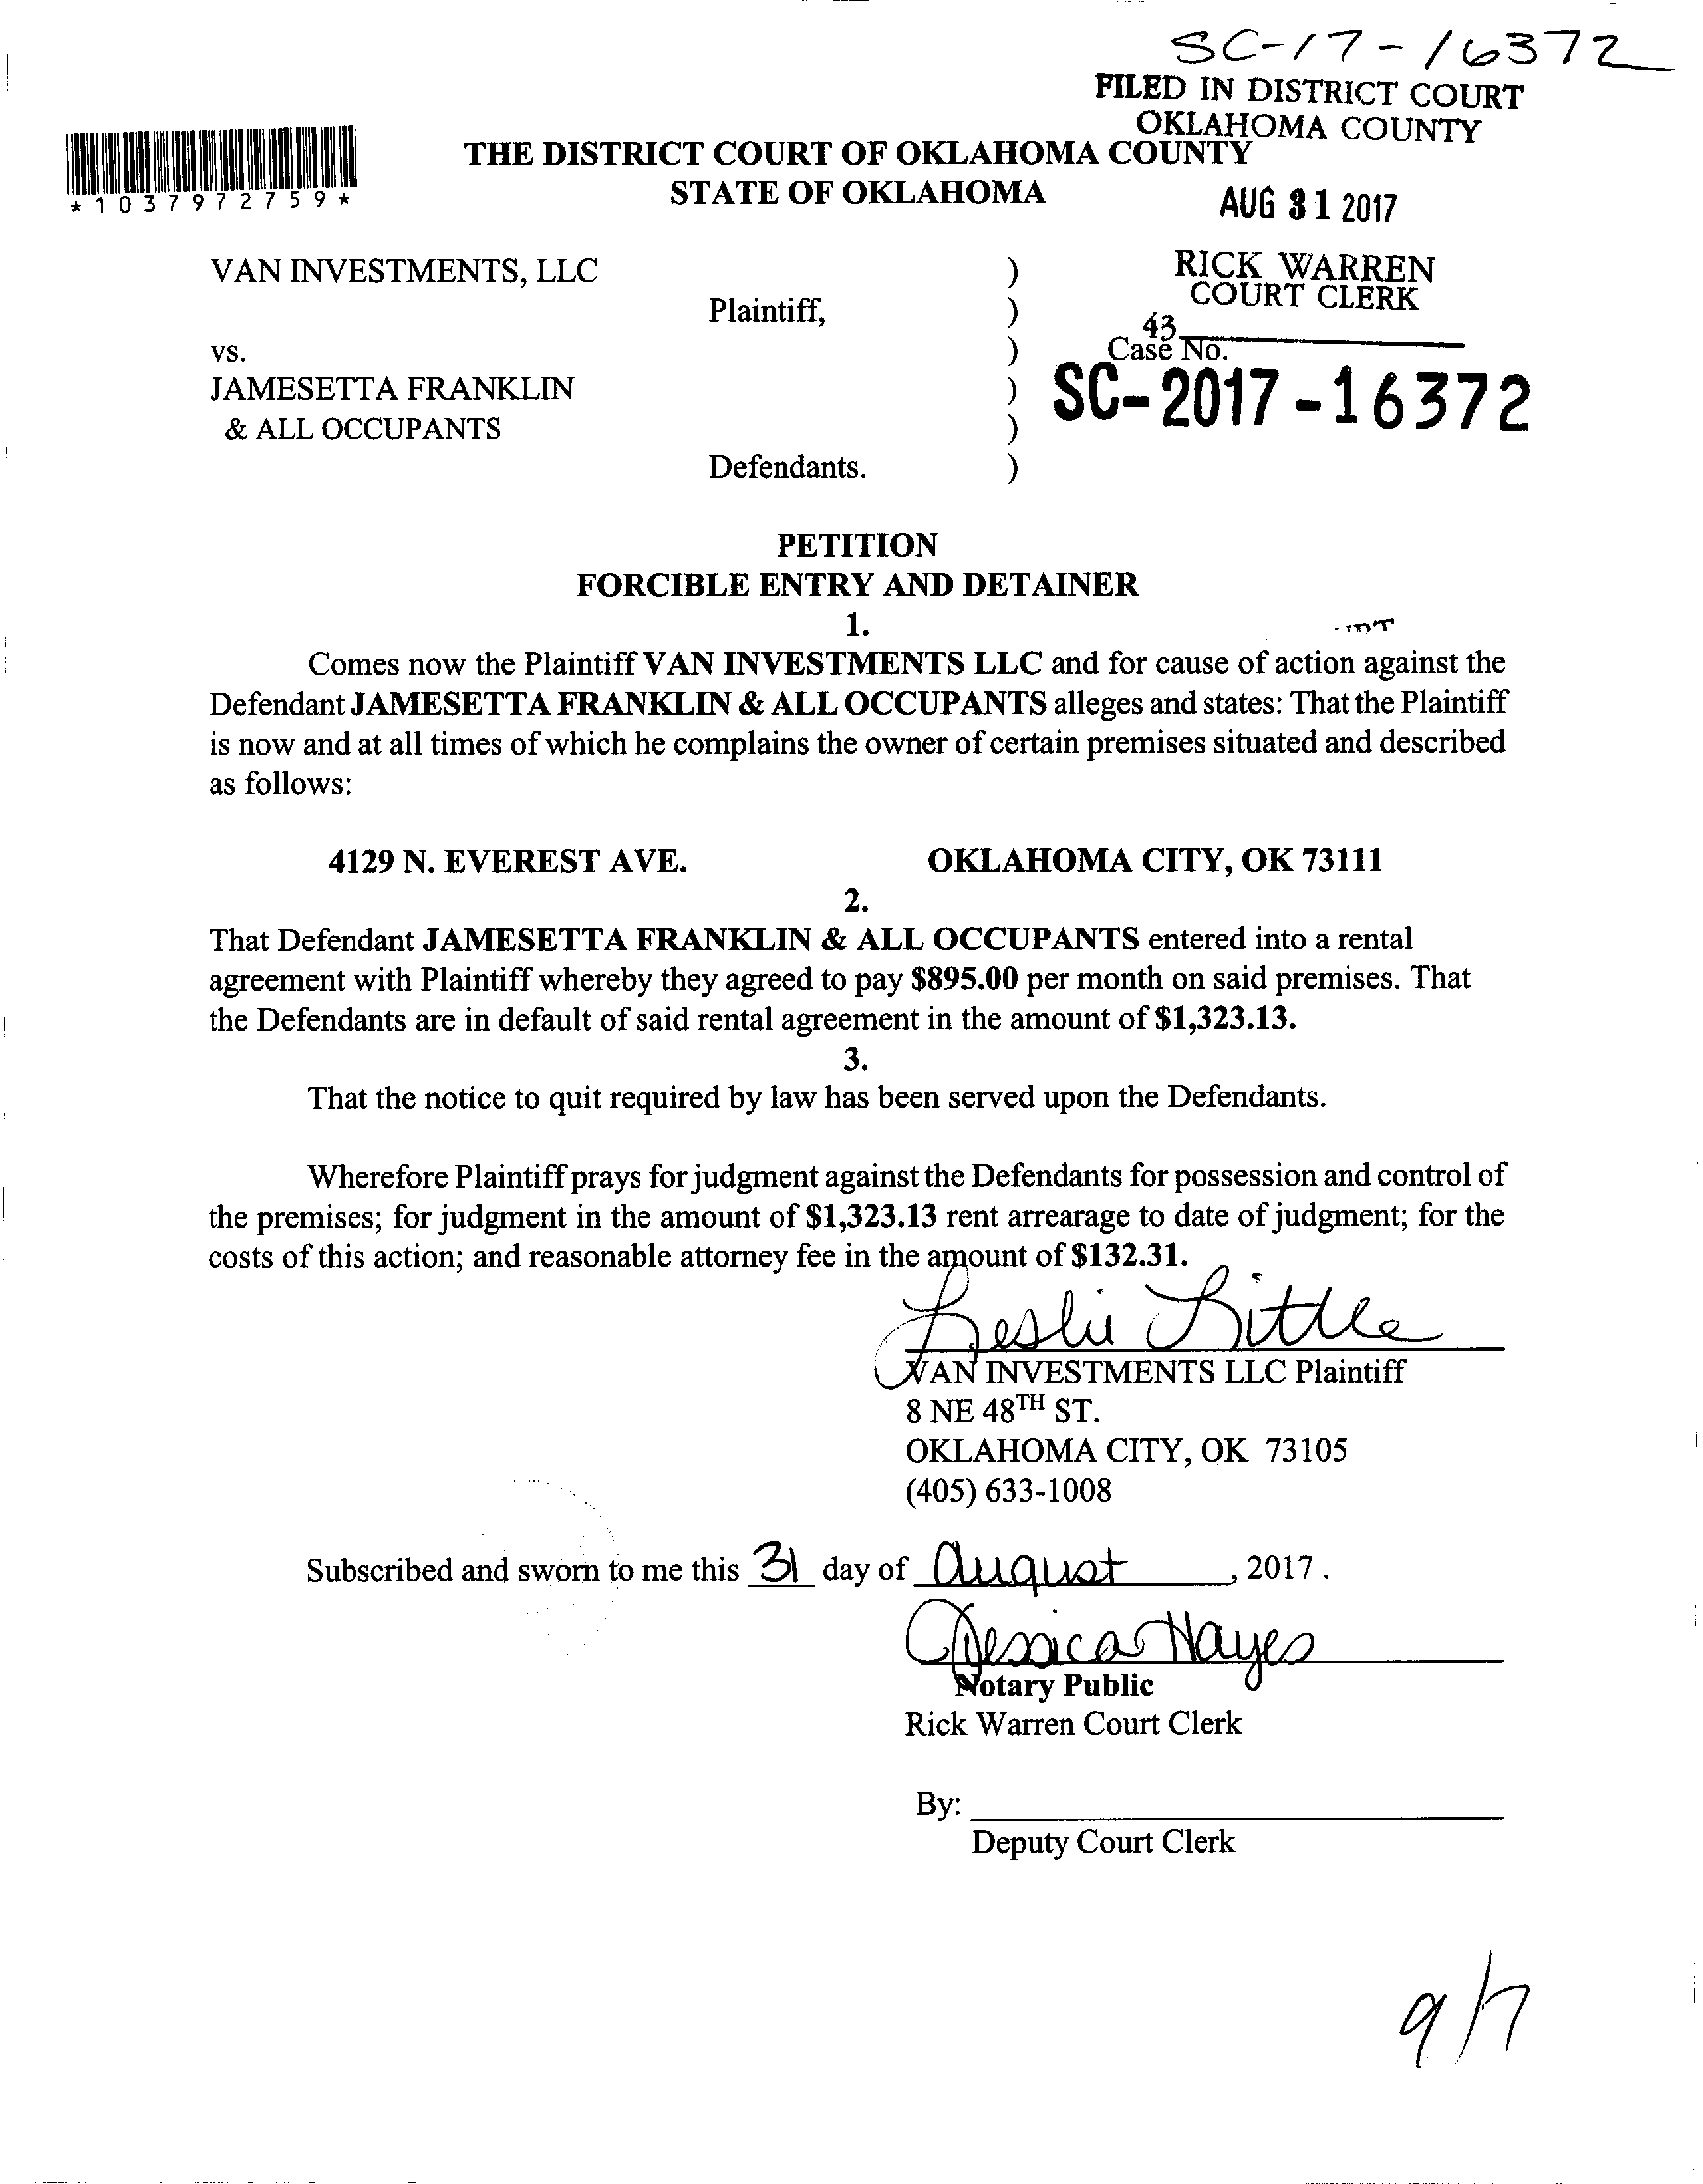 SC-17-16372
FILED IN DISTRICT COURT
OKLAHOMA COUNTY
THE DISTRICT COURT OF OKLAHOMA COUNTY
STATE OF OKLAHOMA
*1037972759*
AUG 31 2017
VAN INVESTMENTS, LLC
Plaintiff,
vs.
JAMESETTA FRANKLIN
& ALL OCCUPANTS
Defendants.
)
)
)
)
)
)
RICK WARREN
COURT CLERK
43
Case No.
SC-2017-16372
PETITION
FORCIBLE ENTRY AND DETAINER
1.
Comes now the Plaintiff VAN INVESTMENTS LLC and for cause of action against the
Defendant JAMESETTA FRANKLIN & ALL OCCUPANTS alleges and states: That the Plaintiff
is now and at all times of which he complains the owner of certain premises situated and described
as follows:
4129 N. EVEREST AVE. OKLAHOMA CITY, OK 73111
2.
That Defendant JAMESETTA FRANKLIN & ALL OCCUPANTS entered into a rental
agreement with Plaintiff whereby they agreed to pay $895.00 per month on said premises. That
the Defendants are in default of said rental agreement in the amount of $1,323.13.
3.
That the notice to quit required by law has been served upon the Defendants.
Wherefore Plaintiff prays for judgment against the Defendants for possession and control of
the premises; for judgment in the amount of $1,323.13 rent arrearage to date of judgment; for the
costs of this action; and reasonable attorney fee in the amount of $132.31.
Leslie Little
VAN INVESTMENTS LLC Plaintiff
8 NE 48TH ST.
OKLAHOMA CITY, OK 73105
(405) 633-1008
Subscribed and sworn to me this 31 day of August, 2017.
Jessica Hayes
Notary Public
Rick Warren Court Clerk
By:
Deputy Court Clerk
9/7